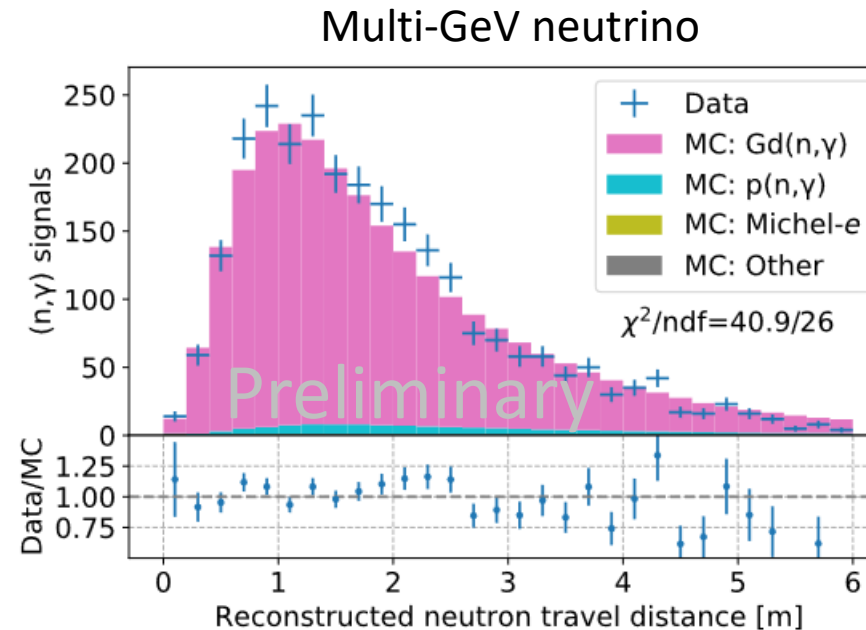 Multi-GeV neutrino
250
200
150
100
50
0
(n,γ) signals
Data
MC: Gd(n,γ)
MC: p(n,γ)
MC: Michel-e
MC: Other
χ²/ndf=40.9/26
Preliminary
1.25
1.00
0.75
Data/MC
0 1 2 3 4 5 6
Reconstructed neutron travel distance [m]